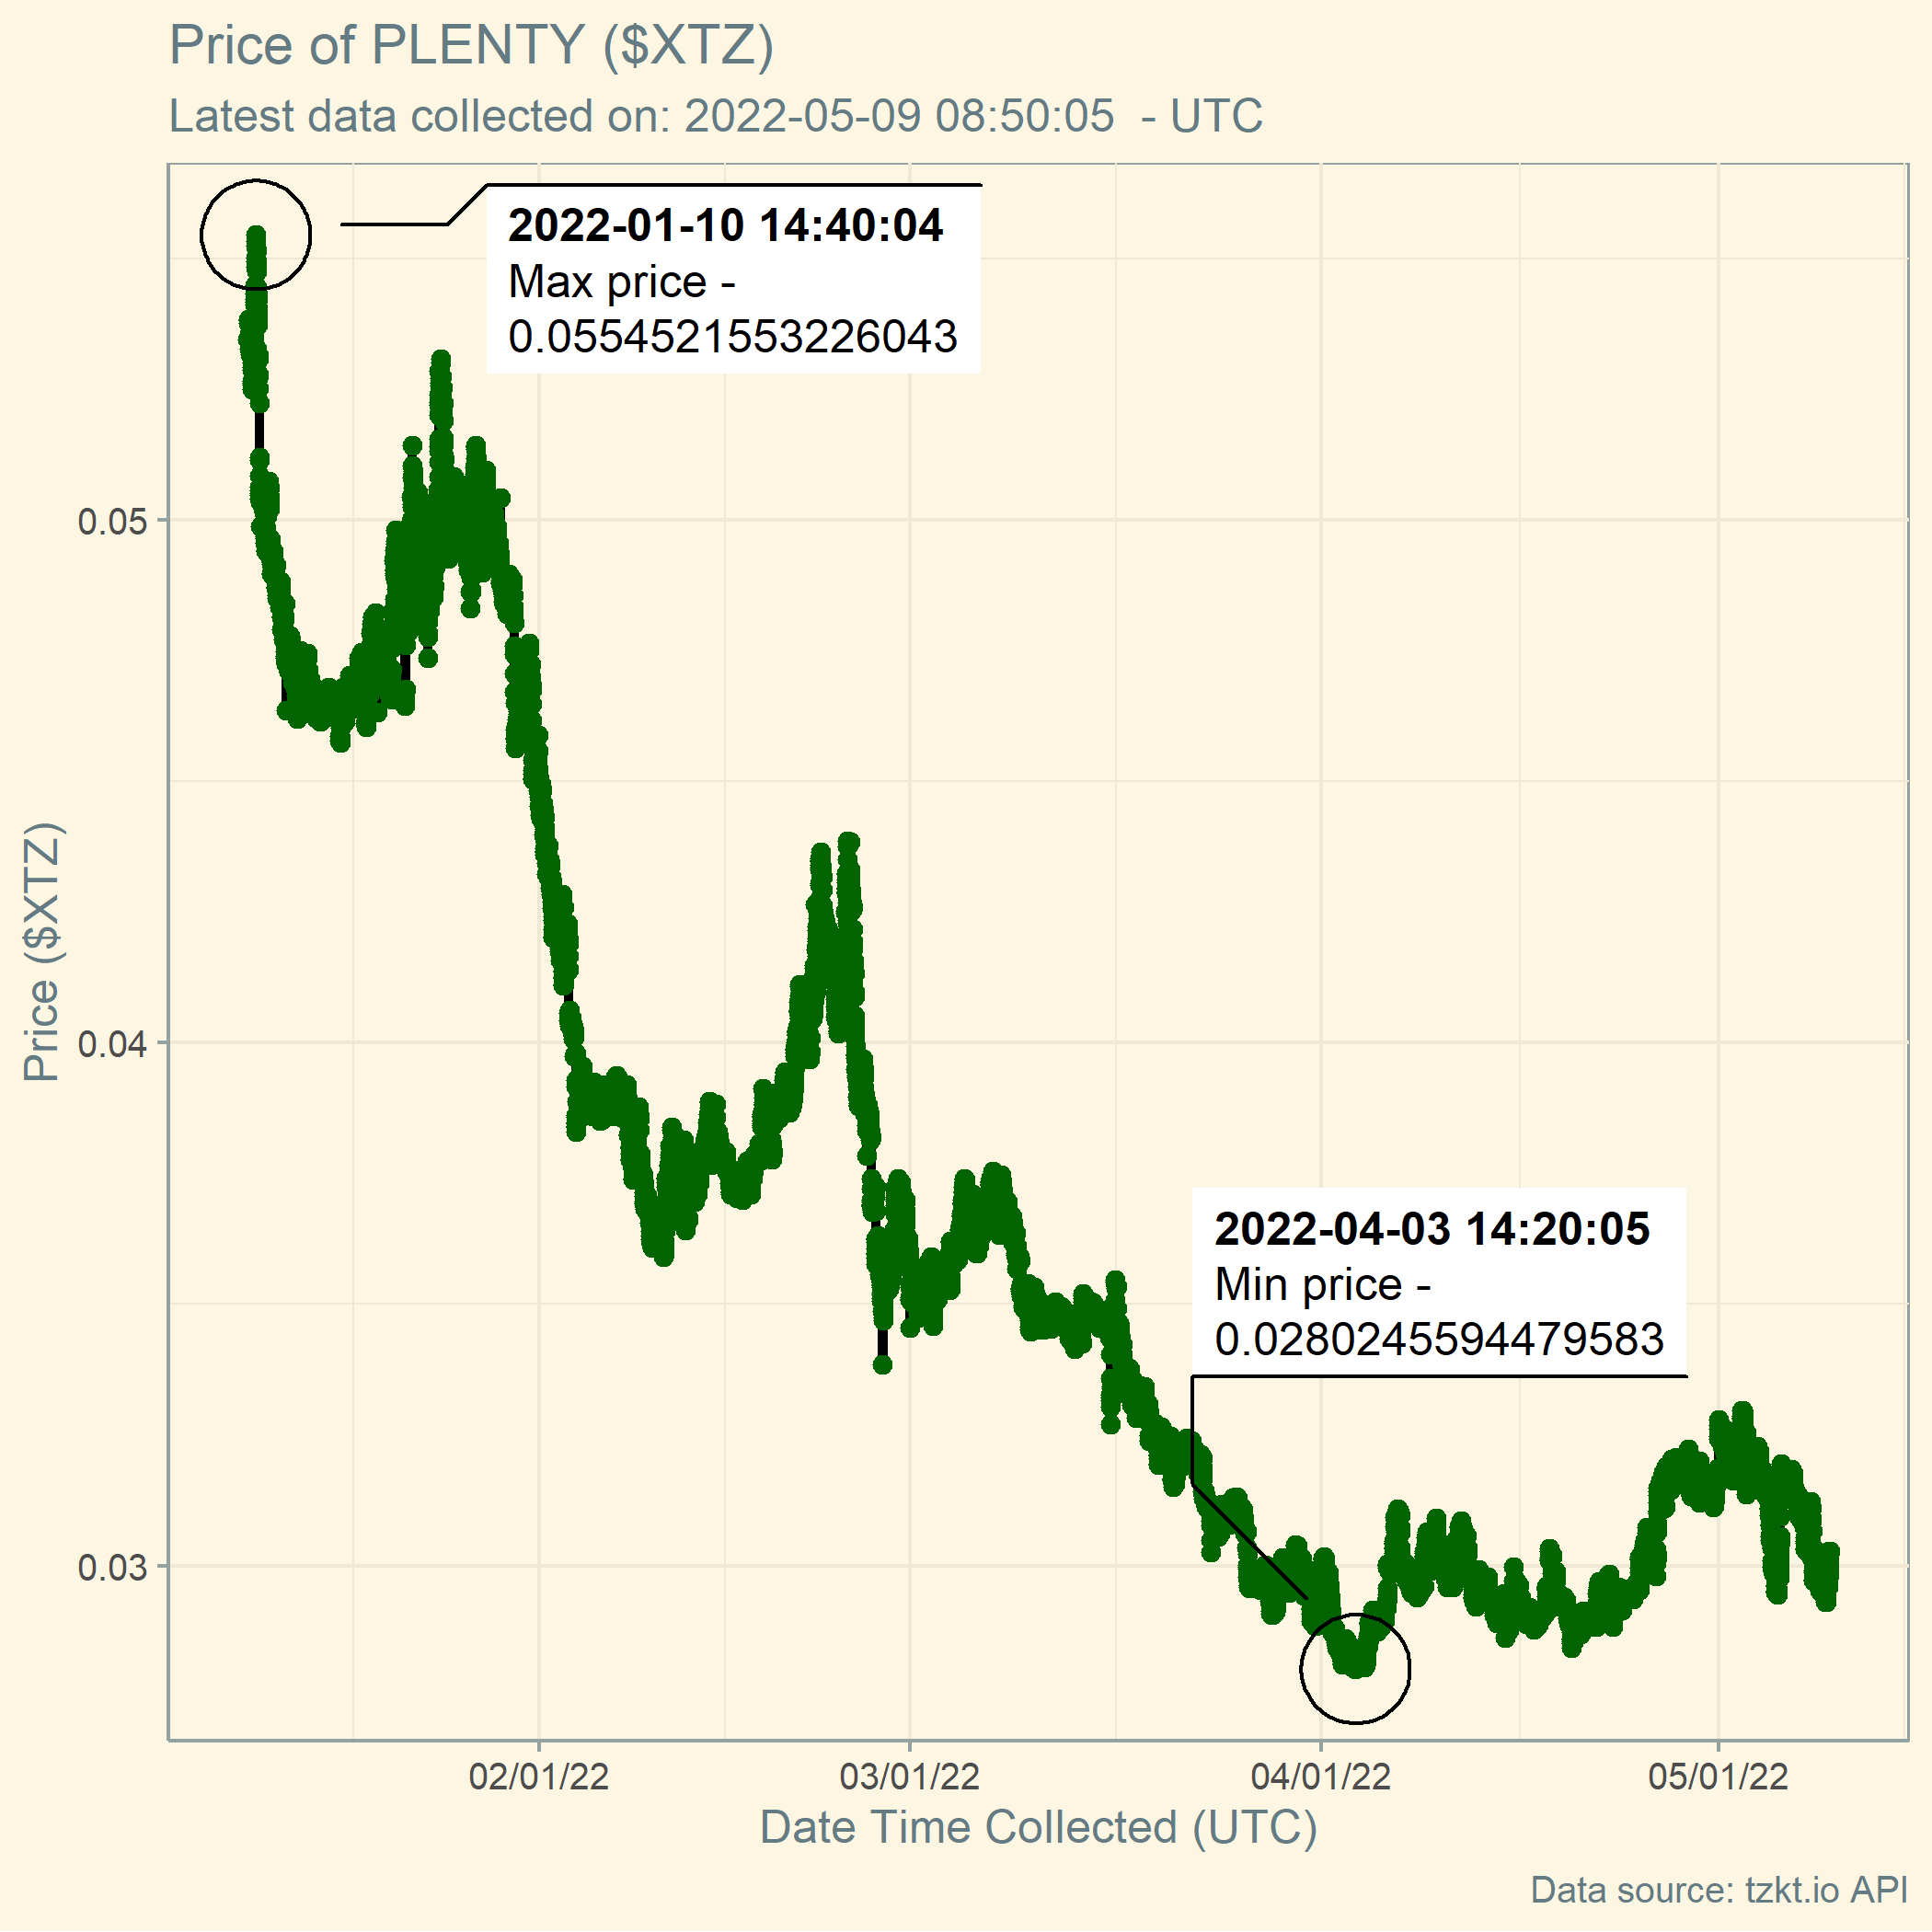 Price of PLENTY ($XTZ)
Latest data collected on: 2022-05-09 08:50:05  - UTC
2022-01-10 14:40:04
Max price -
0.0554521553226043
0.05
0.04
0.03
Price ($XTZ)
2022-04-03 14:20:05
Min price -
0.0280245594479583
02/01/22
03/01/22
04/01/22
05/01/22
Date Time Collected (UTC)
Data source: tzkt.io API